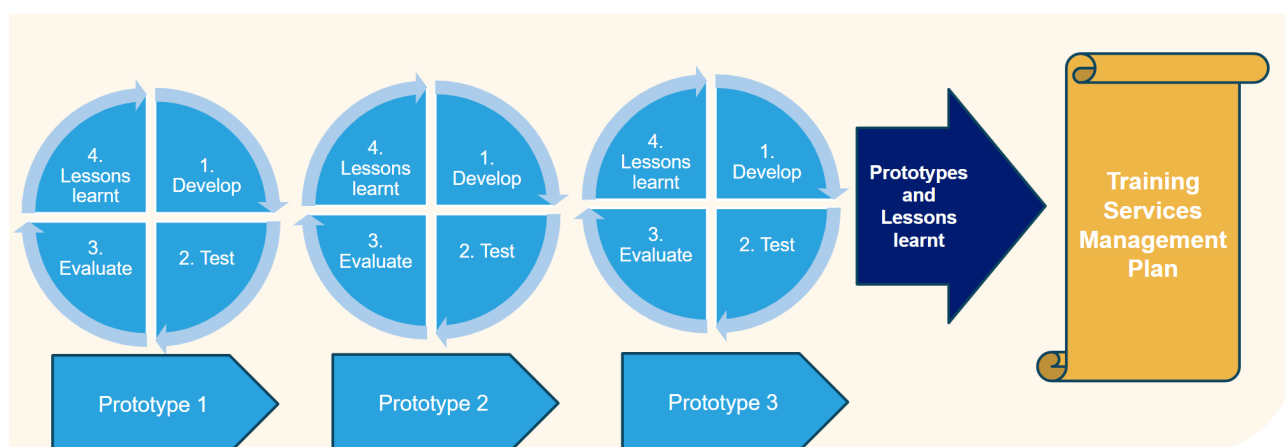 4.
Lessons
learnt
1.
Develop
3.
Evaluate
2. Test
4.
Lessons
learnt
1.
Develop
3.
Evaluate
2. Test
4.
Lessons
learnt
1.
Develop
3.
Evaluate
2. Test
Prototypes
and
Lessons
learnt
Training
Services
Management
Plan
Prototype 1
Prototype 2
Prototype 3